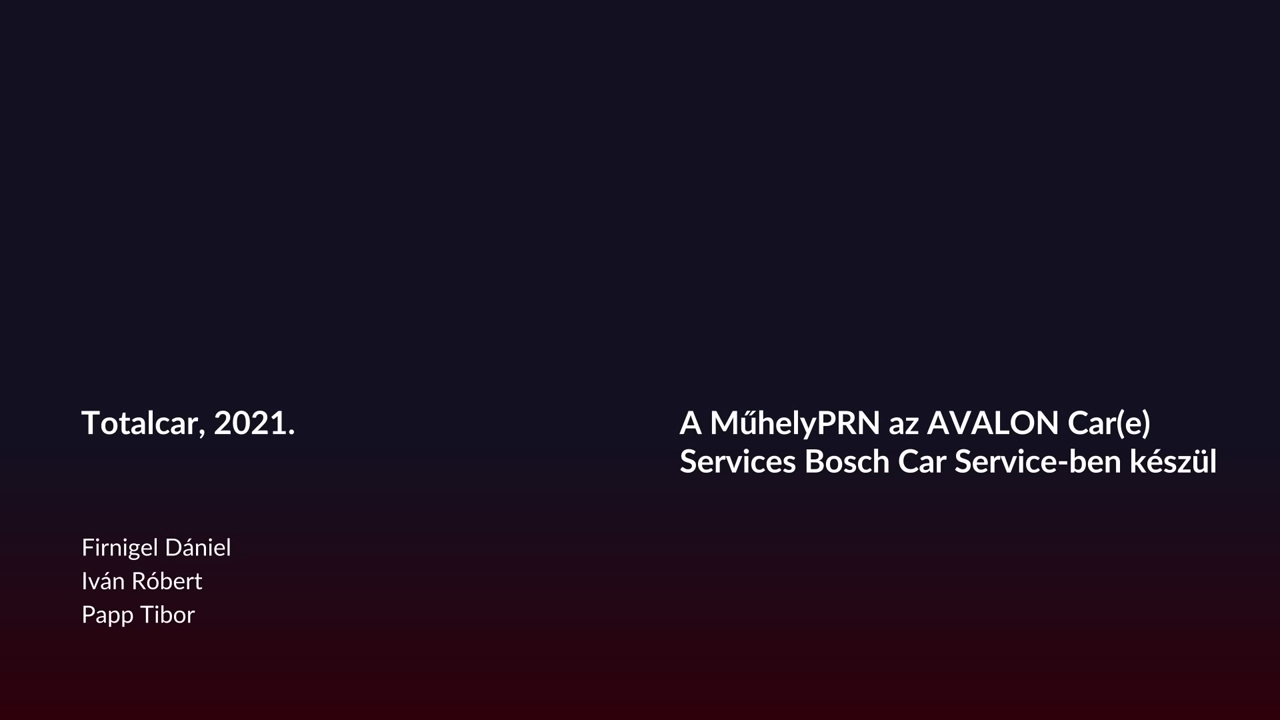 Totalcar, 2021.
Firnigel Dániel
Iván Róbert
Papp Tibor
A MűhelyPRN az AVALON Car(e)
Services Bosch Car Service-ben készül